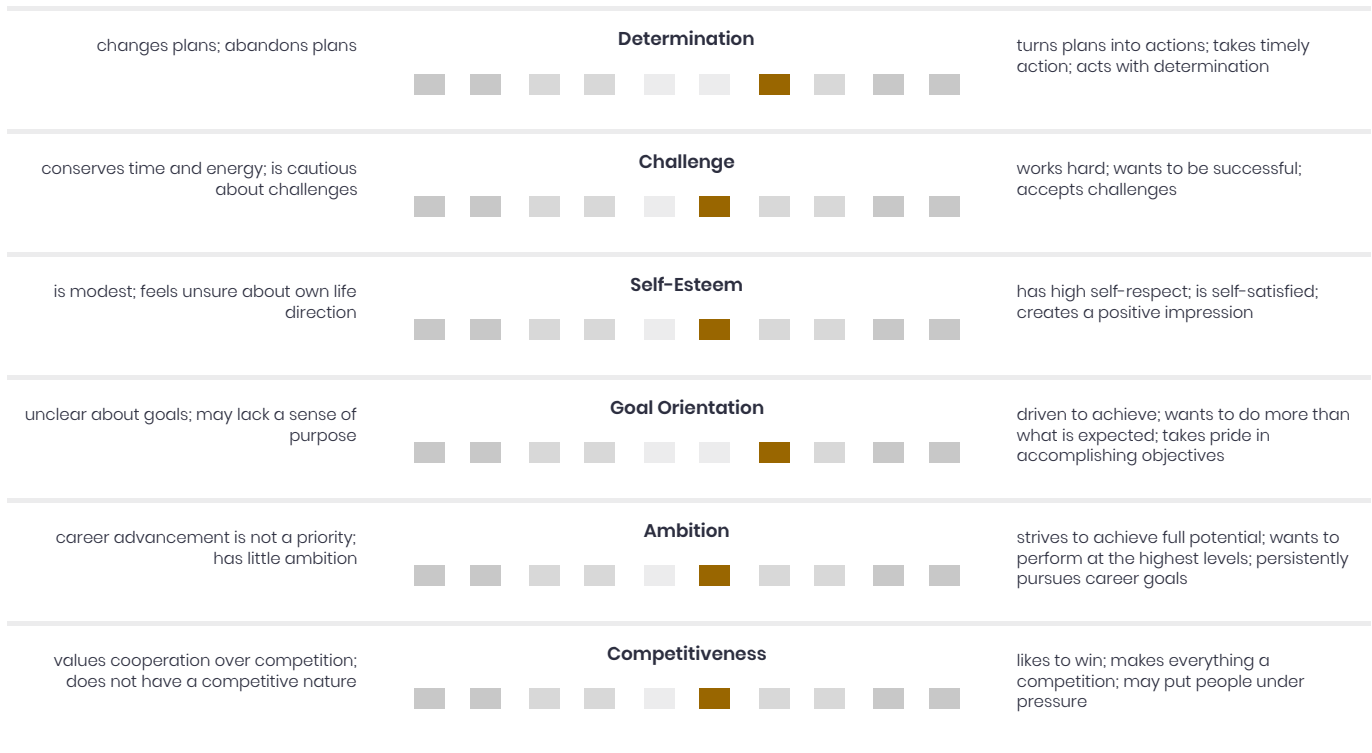 Determination
changes plans; abandons plans
turns plans into actions; takes timely
action; acts with determination
Challenge
conserves time and energy; is cautious
about challenges
works hard; wants to be successful;
accepts challenges
Self-Esteem
is modest; feels unsure about own life
direction
has high self-respect; is self-satisfied;
creates a positive impression
Goal Orientation
unclear about goals; may lack a sense of
purpose
driven to achieve; wants to do more than
what is expected; takes pride in
accomplishing objectives
Ambition
career advancement is not a priority;
has little ambition
strives to achieve full potential; wants to
perform at the highest levels; persistently
pursues career goals
Competitiveness
values cooperation over competition;
does not have a competitive nature
likes to win; makes everything a
competition; may put people under
pressure